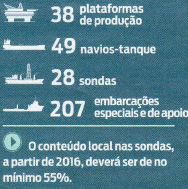 38 plataformas
de produção
49 navios-tanque
28 sondas
207 embarcações
especiais e de apoio
O conteúdo local nas sondas,
a partir de 2016, deverá ser de no
mínimo 55%.